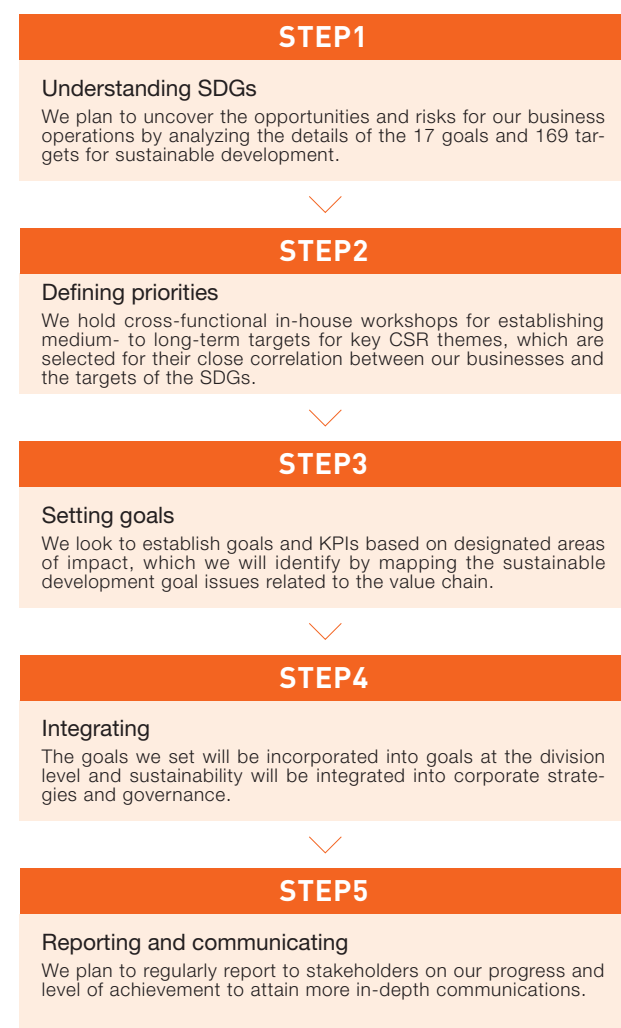 STEP1
Understanding SDGs
We plan to uncover the opportunities and risks for our business
operations by analyzing the details of the 17 goals and 169 tar-
gets for sustainable development.
STEP2
Defining priorities
We hold cross-functional in-house workshops for establishing
medium- to long-term targets for key CSR themes, which are
selected for their close correlation between our businesses and
the targets of the SDGs.
STEP3
Setting goals
We look to establish goals and KPIs based on designated areas
of impact, which we will identify by mapping the sustainable
development goal issues related to the value chain.
STEP4
Integrating
The goals we set will be incorporated into goals at the division
level and sustainability will be integrated into corporate strate-
gies and governance.
STEP5
Reporting and communicating
We plan to regularly report to stakeholders on our progress and
level of achievement to attain more in-depth communications.